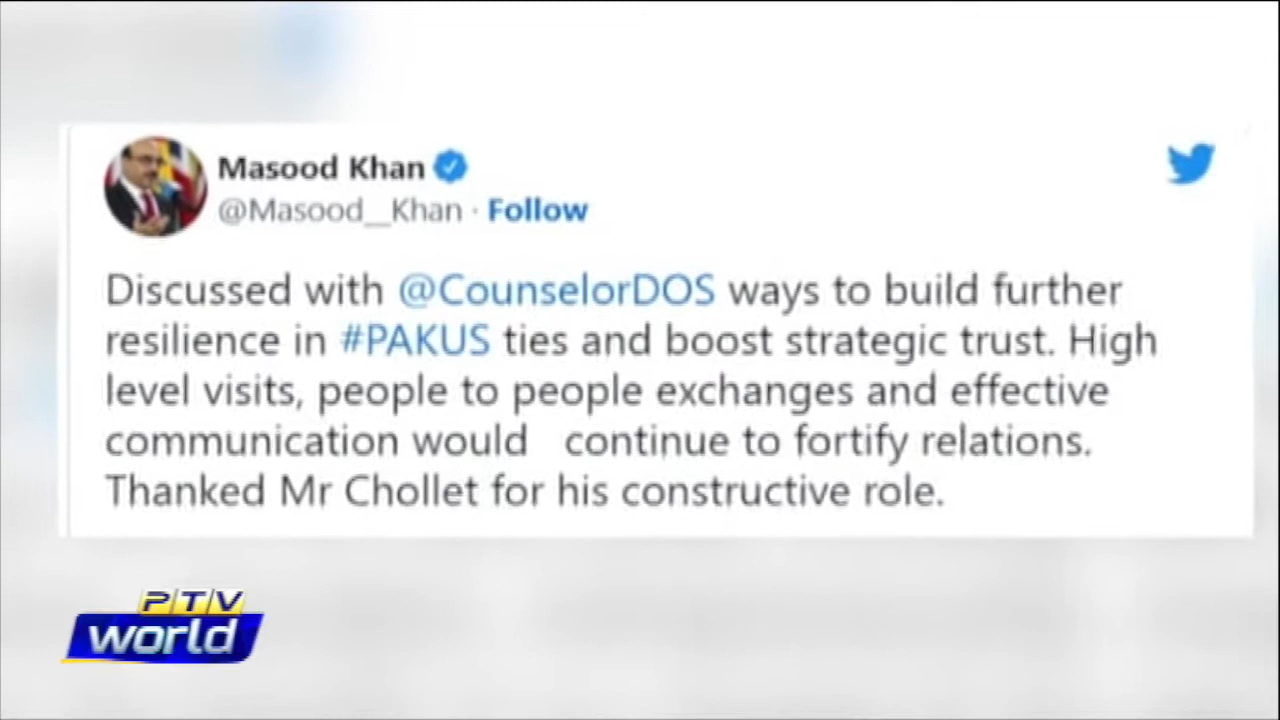 Masood Khan
@Masood__Khan · Follow
Discussed with @CounselorDOS ways to build further
resilience in #PAKUS ties and boost strategic trust. High
level visits, people to people exchanges and effective
communication would continue to fortify relations.
Thanked Mr Chollet for his constructive role.
PTV
world